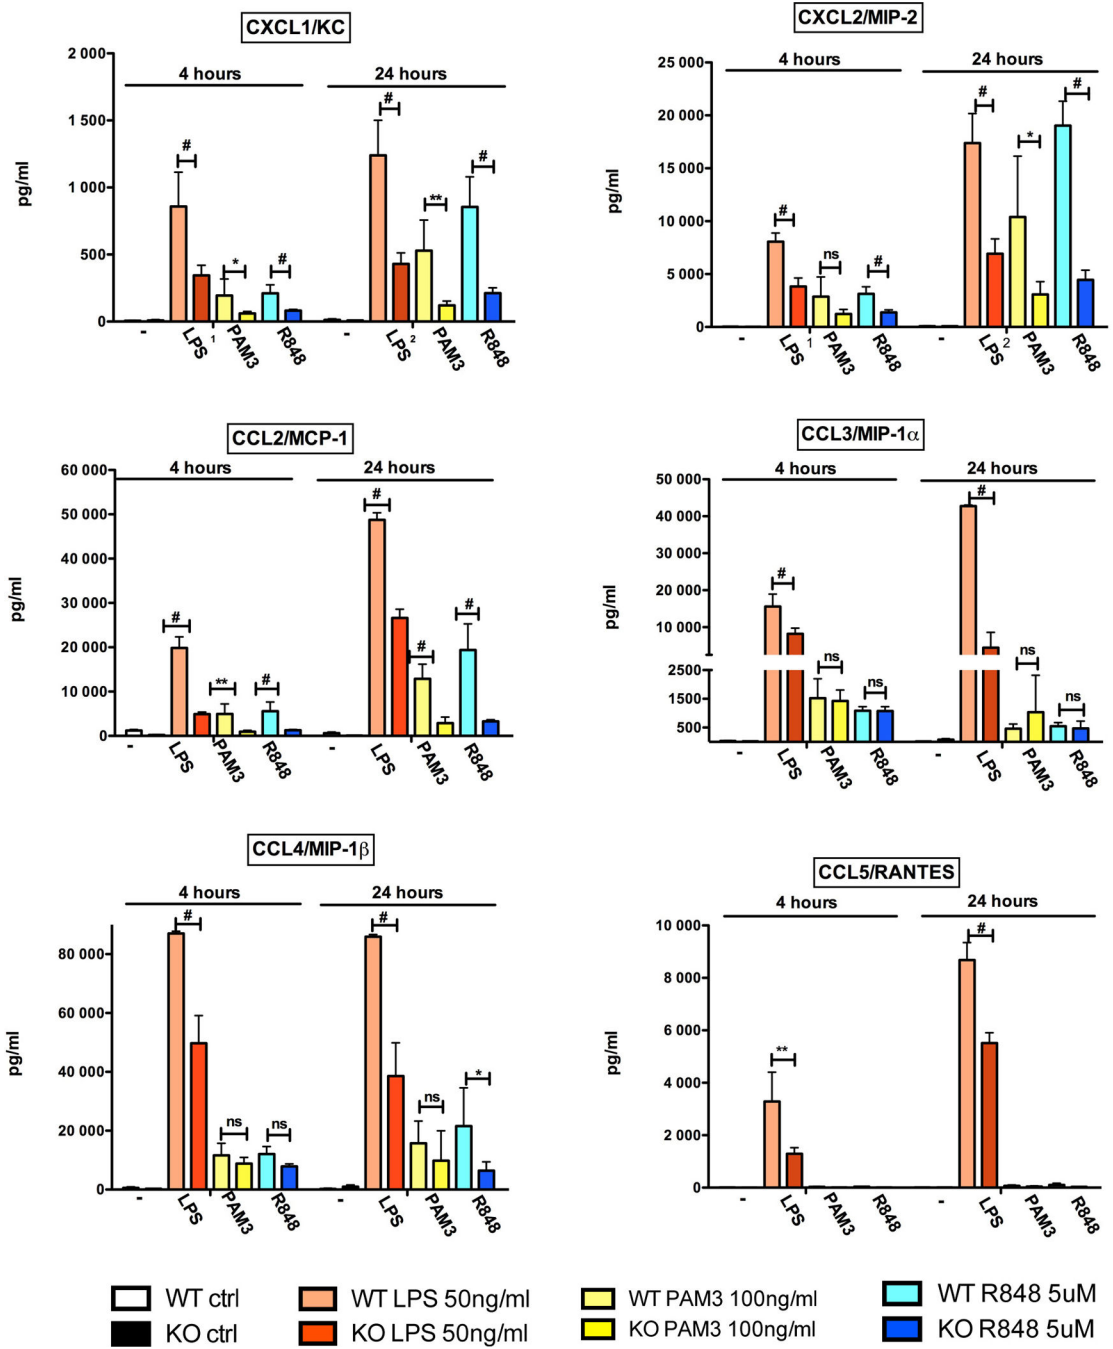 CXCL1/KC
4 hours
24 hours
pg/ml
2 000
1 500
1 000
500
0
# * # # ** #
- LPS 1 PAM3 R848 - LPS 2 PAM3 R848
CXCL2/MIP-2
4 hours
24 hours
pg/ml
25 000
20 000
15 000
10 000
5 000
0
# ns # # * #
- LPS 1 PAM3 R848 - LPS 2 PAM3 R848
CCL2/MCP-1
4 hours
24 hours
pg/ml
60 000
50 000
40 000
30 000
20 000
10 000
0
# ** # # # #
- LPS PAM3 R848 - LPS PAM3 R848
CCL3/MIP-1α
4 hours
24 hours
pg/ml
50 000
40 000
30 000
20 000
10 000
2500
1500
500
# ns ns # ns ns
- LPS PAM3 R848 - LPS PAM3 R848
CCL4/MIP-1β
4 hours
24 hours
pg/ml
80 000
60 000
40 000
20 000
0
# ns ns # ns *
- LPS PAM3 R848 - LPS PAM3 R848
CCL5/RANTES
4 hours
24 hours
pg/ml
10 000
8 000
6 000
4 000
2 000
0
** #
- LPS PAM3 R848 - LPS PAM3 R848
WT ctrl
KO ctrl
WT LPS 50ng/ml
KO LPS 50ng/ml
WT PAM3 100ng/ml
KO PAM3 100ng/ml
WT R848 5uM
KO R848 5uM